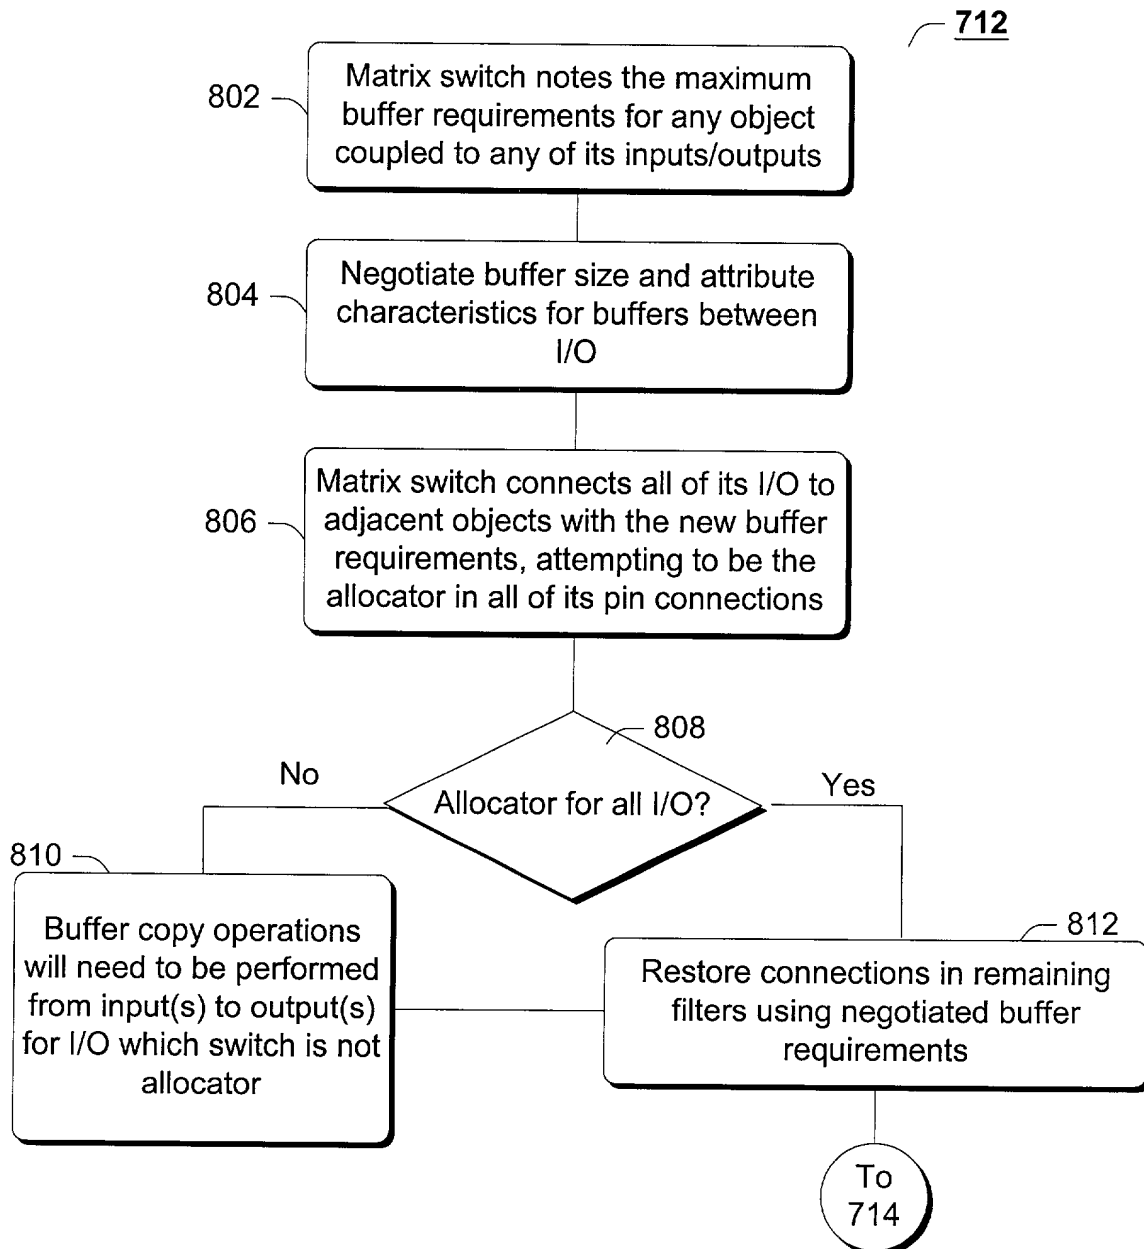 712
802
Matrix switch notes the maximum
buffer requirements for any object
coupled to any of its inputs/outputs
804
Negotiate buffer size and attribute
characteristics for buffers between
I/O
806
Matrix switch connects all of its I/O to
adjacent objects with the new buffer
requirements, attempting to be the
allocator in all of its pin connections
808
No
Allocator for all I/O?
Yes
810
Buffer copy operations
will need to be performed
from input(s) to output(s)
for I/O which switch is not
allocator
812
Restore connections in remaining
filters using negotiated buffer
requirements
To
714